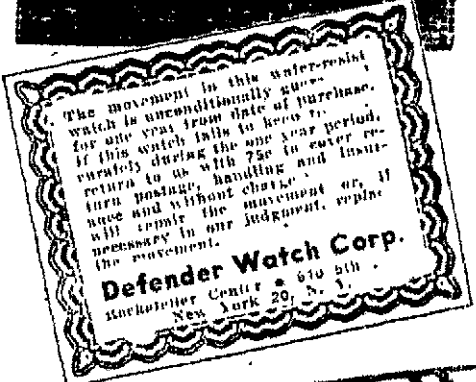 The movement in this water-resist
watch is unconditionally guar-
for one year from date of purchase.
If this watch fails to keep
curately during the one year period,
return to us with 75c to cover re-
turn postage, handling and insur-
ance and without charge
will repair the movement or, if
necessary in our judgment, replace
the movement.
Defender Watch Corp.
Rockefeller Center • 610 5th
New York 20, N. Y.